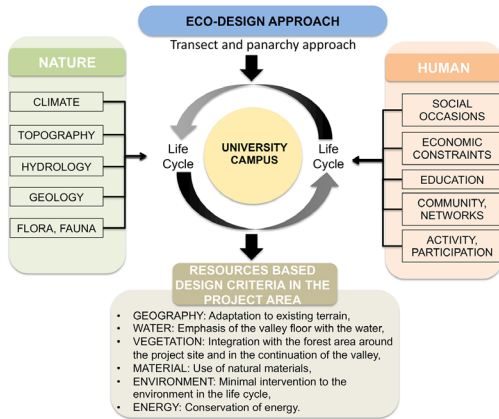 ECO-DESIGN APPROACH
Transect and panarchy approach
NATURE
CLIMATE
TOPOGRAPHY
HYDROLOGY
GEOLOGY
FLORA, FAUNA
Life
Cycle
UNIVERSITY
CAMPUS
Life
Cycle
HUMAN
SOCIAL
OCCASIONS
ECONOMIC
CONSTRAINTS
EDUCATION
COMMUNITY,
NETWORKS
ACTIVITY,
PARTICIPATION
RESOURCES BASED
DESIGN CRITERIA IN THE
PROJECT AREA
• GEOGRAPHY: Adaptation to existing terrain,
• WATER: Emphasis of the valley floor with the water,
• VEGETATION: Integration with the forest area around
the project site and in the continuation of the valley,
• MATERIAL: Use of natural materials,
• ENVIRONMENT: Minimal intervention to the
environment in the life cycle,
• ENERGY: Conservation of energy.